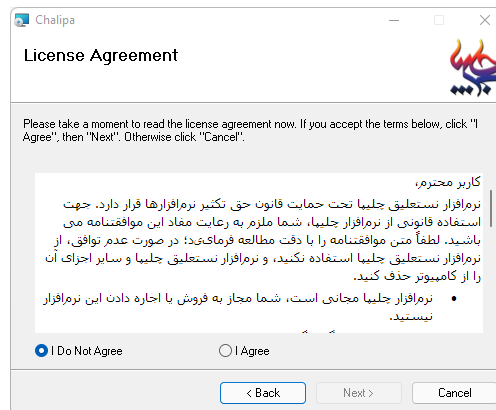 Chalipa
License Agreement
Please take a moment to read the license agreement now. If you accept the terms below, click "I
Agree", then "Next". Otherwise click "Cancel".
کاربر محترم،
نرم‌افزار نستعلیق چلیپا تحت حمایت قانون حق تکثیر نرم‌افزارها قرار دارد. جهت
استفاده قانونی از نرم‌افزار چلیپا، شما ملزم به رعایت مفاد این موافقتنامه می
باشید. لطفاً متن موافقتنامه را با دقت مطالعه فرمایید؛ در صورت عدم توافق، از
نرم‌افزار نستعلیق چلیپا استفاده نکنید، و نرم‌افزار نستعلیق چلیپا و سایر اجزای آن
را از کامپیوتر حذف کنید.
• نرم‌افزار چلیپا مجانی است، شما مجاز به فروش یا اجاره دادن این نرم‌افزار
نیستید.
I Do Not Agree
I Agree
< Back
Next >
Cancel